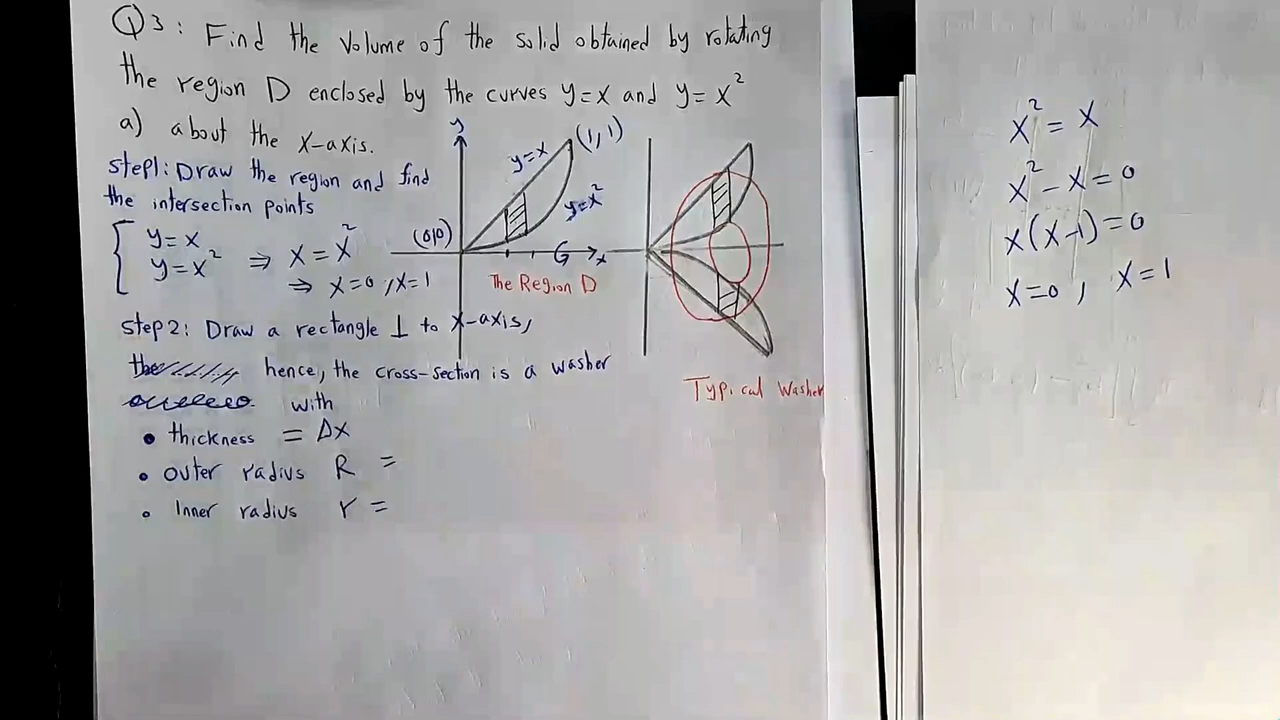 Q3: Find the Volume of the solid obtained by rotating
the region D enclosed by the curves y=x and y=x²
a) about the x-axis.
Step1: Draw the region and find
the intersection points
y=x
y=x² ⇒ x=x²
⇒ x=0, x=1
y
y=x
(1,1)
y=x²
(0,0)
x
The Region D
Typical Washer
Step 2: Draw a rectangle ⊥ to x-axis,
hence, the cross-section is a washer
with
• thickness = Δx
• outer radius R =
• Inner radius r =
x² = x
x² - x = 0
x(x-1) = 0
x=0, x=1